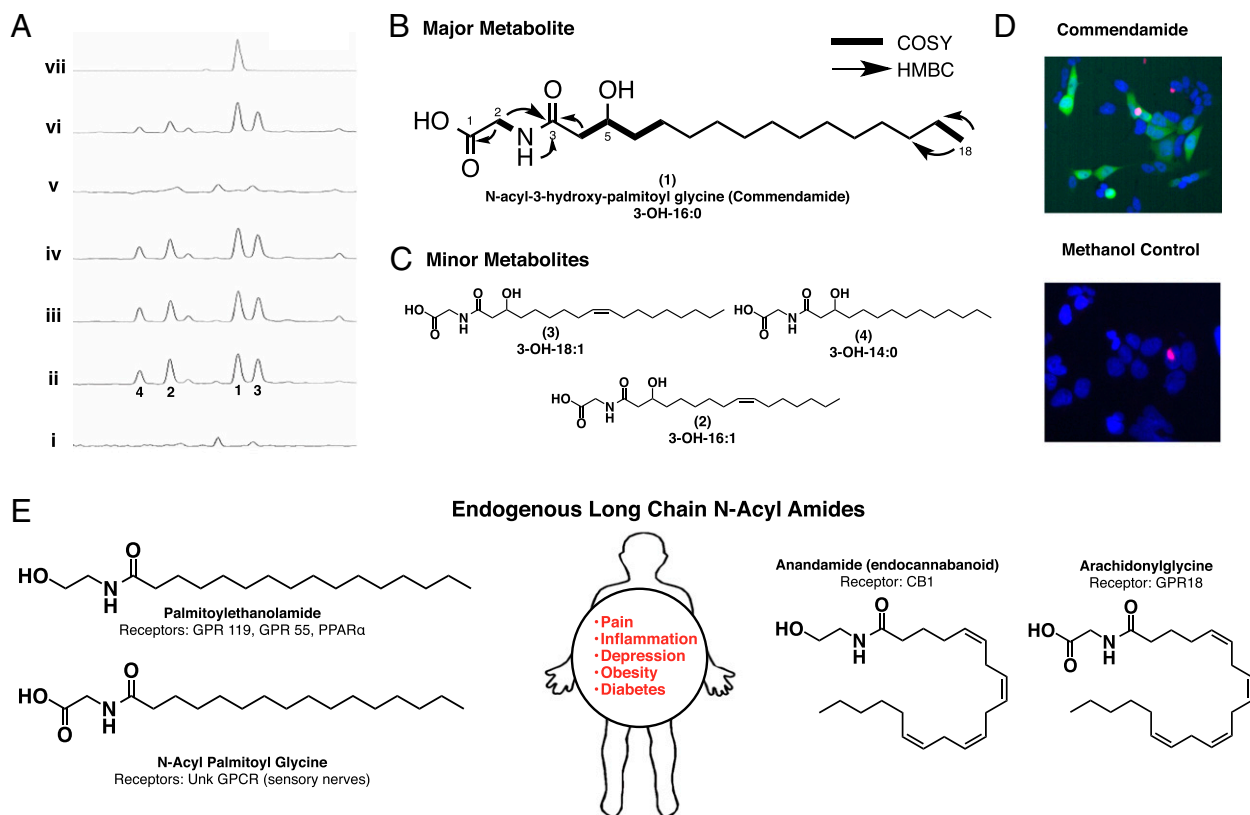 A
vii
vi
v
iv
iii
ii
4 2 1 3
i
B Major Metabolite
COSY
HMBC
O OH
HO 1 2 3 5 18
O N
H
(1)
N-acyl-3-hydroxy-palmitoyl glycine (Commendamide)
3-OH-16:0
C Minor Metabolites
O OH
HO
O N
H
(3)
3-OH-18:1
O OH
HO
O N
H
(4)
3-OH-14:0
O OH
HO
O N
H
(2)
3-OH-16:1
D
Commendamide
Methanol Control
E
Endogenous Long Chain N-Acyl Amides
O
HO
N
H
Palmitoylethanolamide
Receptors: GPR 119, GPR 55, PPARα
O
HO
O N
H
N-Acyl Palmitoyl Glycine
Receptors: Unk GPCR (sensory nerves)
•Pain
•Inflammation
•Depression
•Obesity
•Diabetes
Anandamide (endocannabanoid)
Receptor: CB1
O
HO
N
H
Arachidonylglycine
Receptor: GPR18
O
HO
O N
H